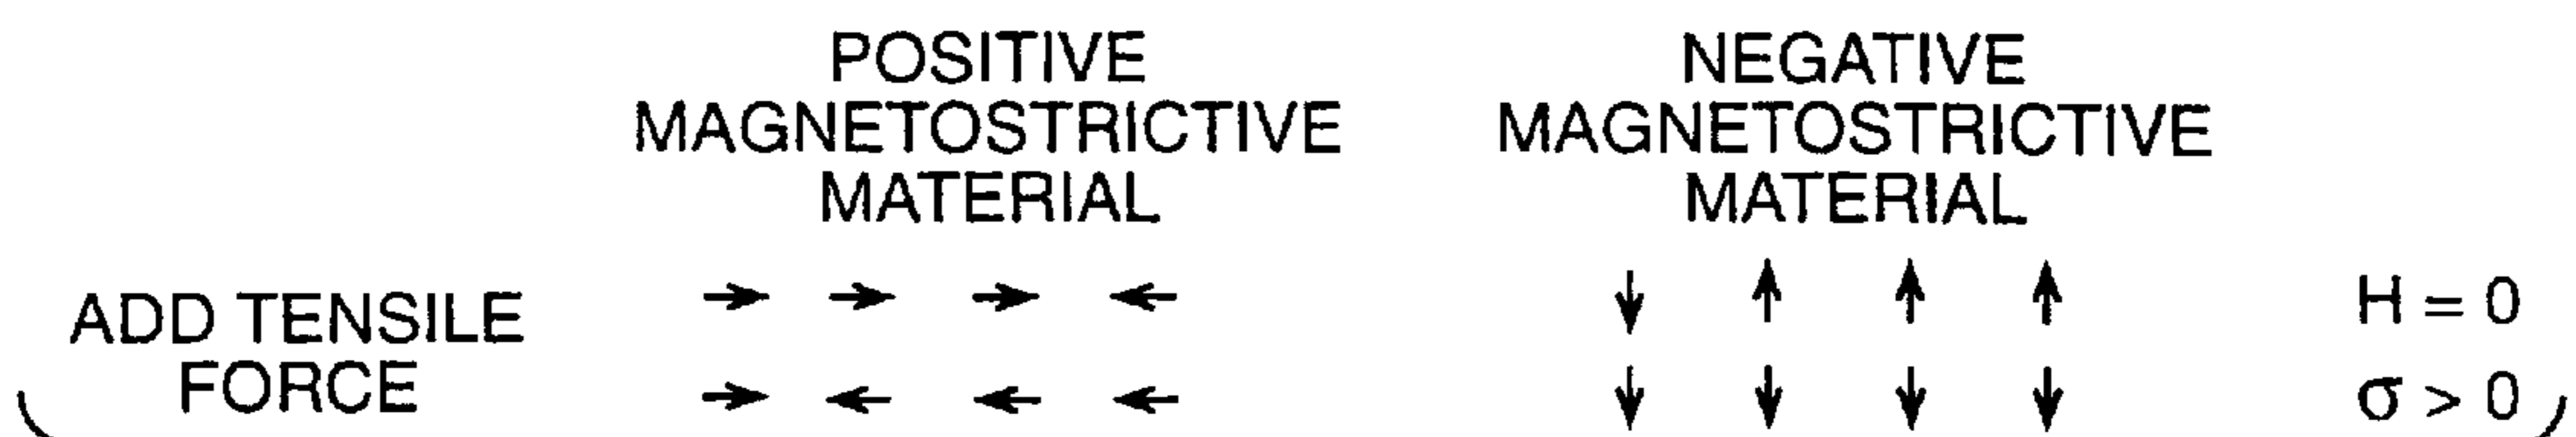 POSITIVE
MAGNETOSTRICTIVE
MATERIAL
NEGATIVE
MAGNETOSTRICTIVE
MATERIAL
ADD TENSILE
FORCE
H = 0
σ > 0